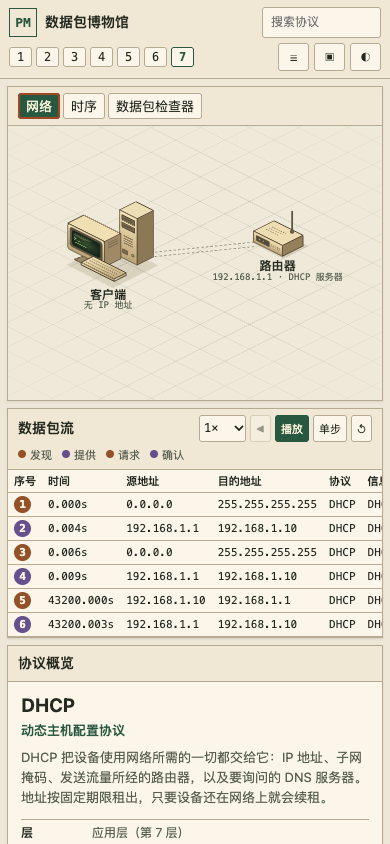 PM 数据包博物馆 搜索协议
1 2 3 4 5 6 7
网络 时序 数据包检查器
客户端
无 IP 地址
路由器
192.168.1.1 · DHCP 服务器
数据包流 1× 播放 单步
发现 提供 请求 确认
序号 时间 源地址 目的地址 协议
1 0.000s 0.0.0.0 255.255.255.255 DHCP
2 0.004s 192.168.1.1 192.168.1.10 DHCP
3 0.006s 0.0.0.0 255.255.255.255 DHCP
4 0.009s 192.168.1.1 192.168.1.10 DHCP
5 43200.000s 192.168.1.10 192.168.1.1 DHCP
6 43200.003s 192.168.1.1 192.168.1.10 DHCP
协议概览
DHCP
动态主机配置协议
DHCP 把设备使用网络所需的一切都交给它：IP 地址、子网
掩码、发送流量所经的路由器，以及要询问的 DNS 服务器。
地址按固定期限租出，只要设备还在网络上就会续租。
层 应用层（第 7 层）